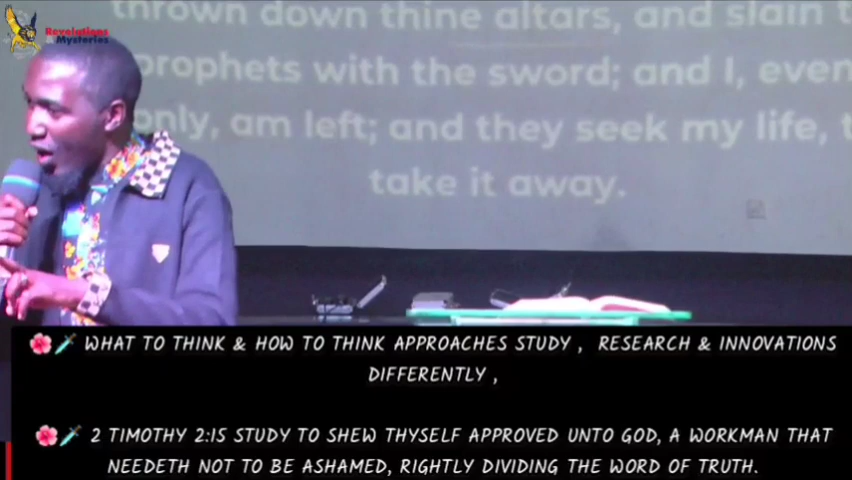 Revelations
Mysteries
thrown down thine altars, and slain
prophets with the sword; and I, even
only, am left; and they seek my life,
take it away.
WHAT TO THINK & HOW TO THINK APPROACHES STUDY , RESEARCH & INNOVATIONS
DIFFERENTLY ,
2 TIMOTHY 2:15 STUDY TO SHEW THYSELF APPROVED UNTO GOD, A WORKMAN THAT
NEEDETH NOT TO BE ASHAMED, RIGHTLY DIVIDING THE WORD OF TRUTH.